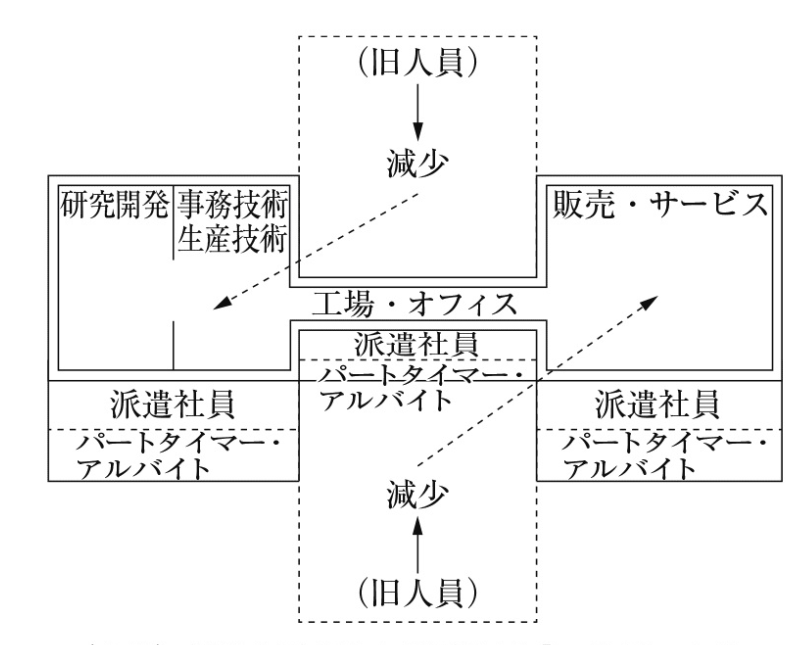 （旧人員）
減少
研究開発
事務技術
生産技術
販売・サービス
工場・オフィス
派遣社員
パートタイマー・
アルバイト
派遣社員
パートタイマー・
アルバイト
派遣社員
パートタイマー・
アルバイト
減少
（旧人員）